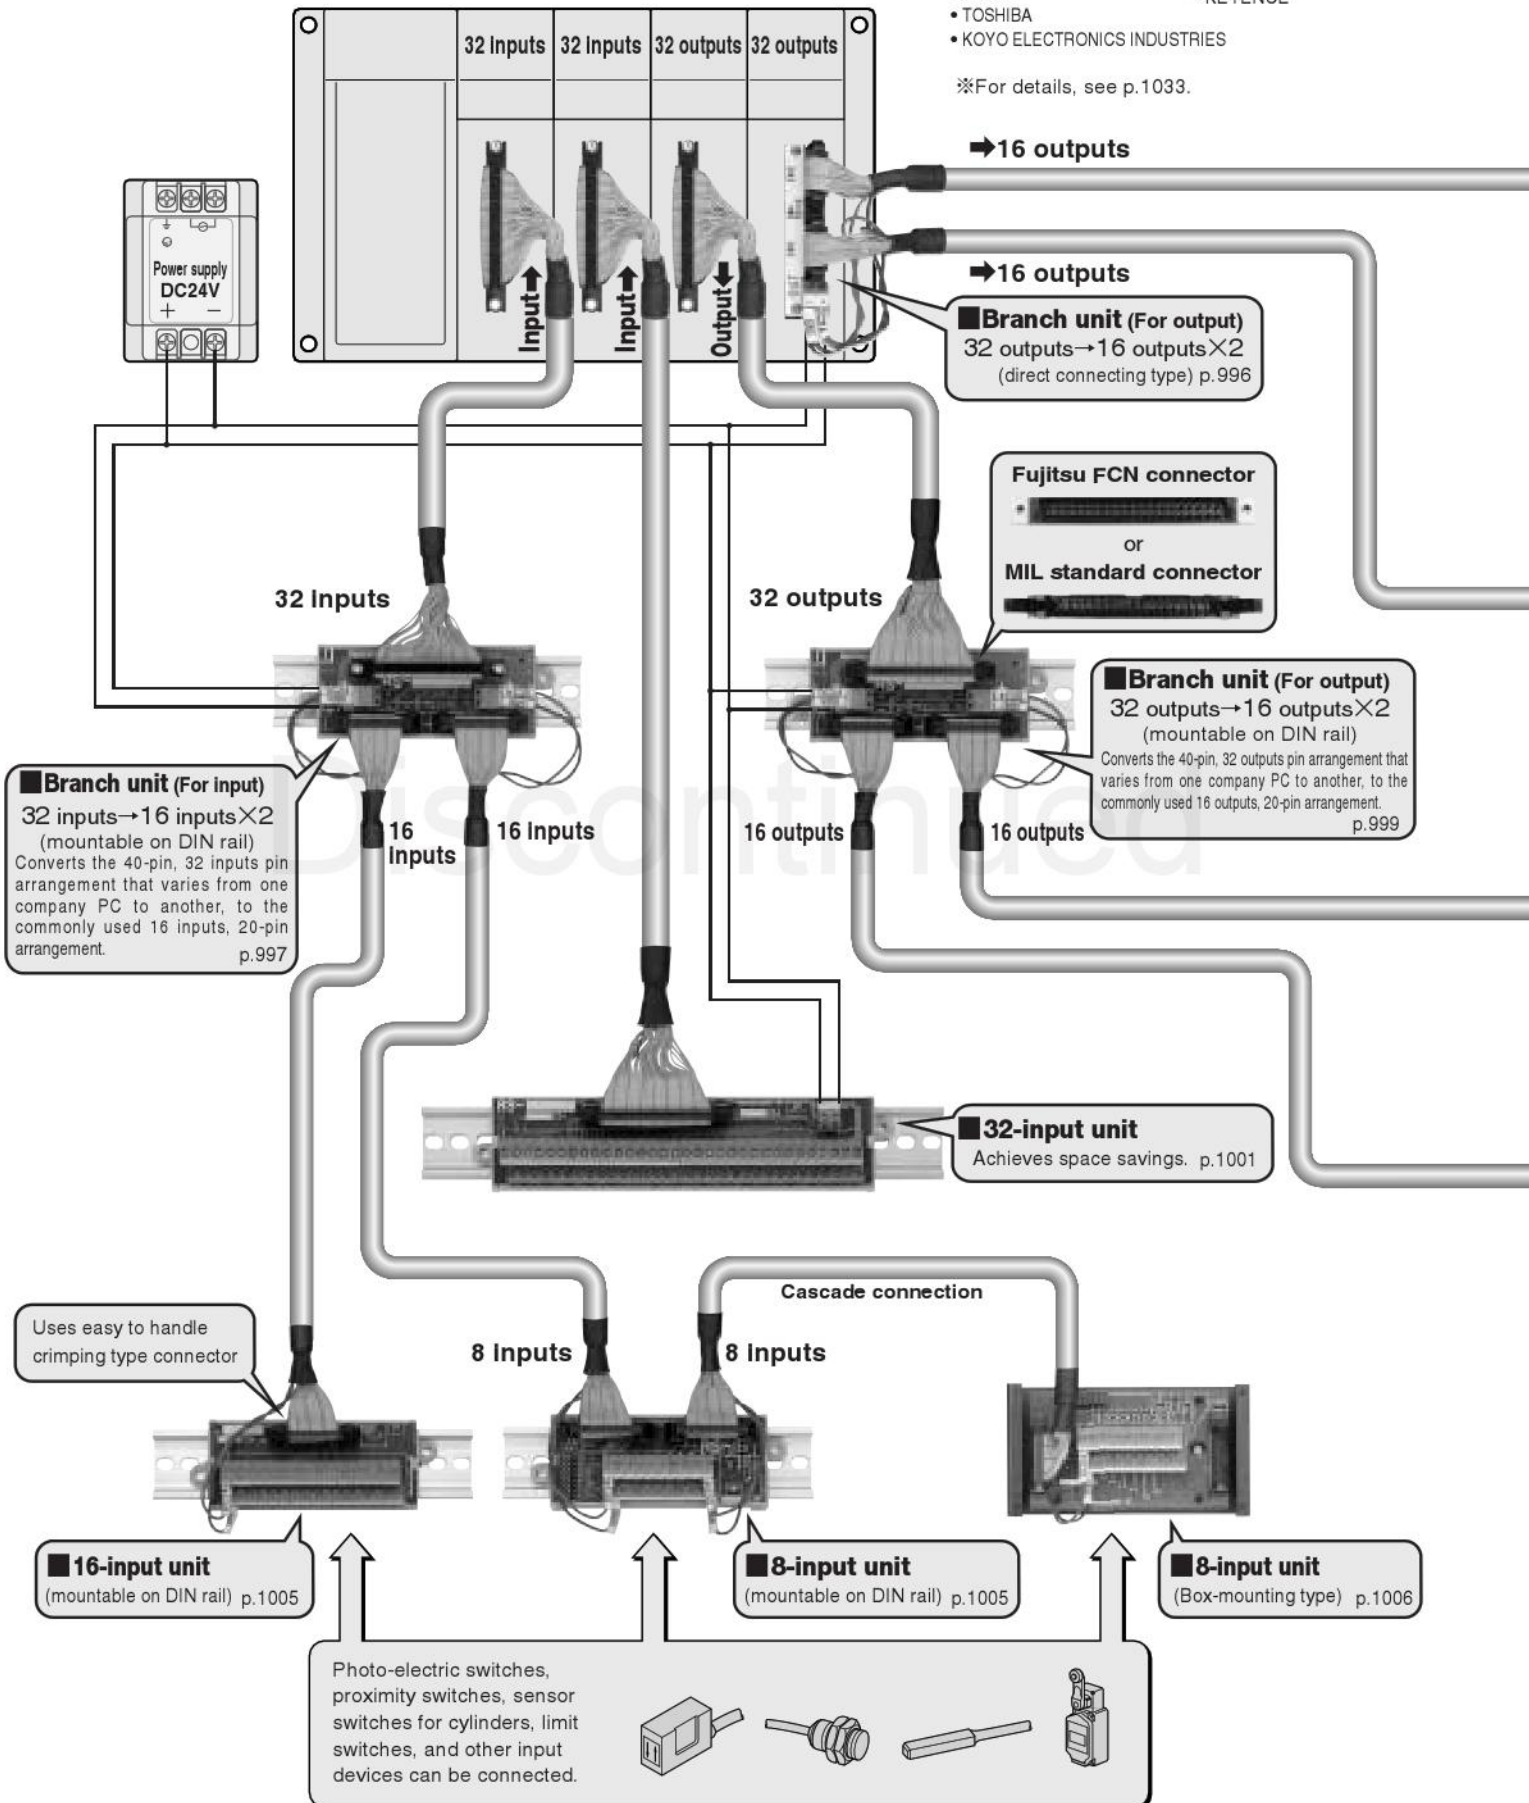 • TOSHIBA
• KOYO ELECTRONICS INDUSTRIES
※For details, see p.1033.
32 inputs
32 inputs
32 outputs
32 outputs
➡16 outputs
➡16 outputs
Power supply
DC24V
+ −
Input➡
Input➡
Output➡
■Branch unit (For output)
32 outputs→16 outputs×2
(direct connecting type) p.996
Fujitsu FCN connector
or
MIL standard connector
32 inputs
32 outputs
■Branch unit (For output)
32 outputs→16 outputs×2
(mountable on DIN rail)
Converts the 40-pin, 32 outputs pin arrangement that
varies from one company PC to another, to the
commonly used 16 outputs, 20-pin arrangement.
p.999
■Branch unit (For input)
32 inputs→16 inputs×2
(mountable on DIN rail)
Converts the 40-pin, 32 inputs pin
arrangement that varies from one
company PC to another, to the
commonly used 16 inputs, 20-pin
arrangement.
p.997
Discontinued
16
inputs
16 inputs
16 outputs
16 outputs
■32-input unit
Achieves space savings. p.1001
Cascade connection
Uses easy to handle
crimping type connector
8 inputs
8 inputs
■16-input unit
(mountable on DIN rail) p.1005
■8-input unit
(mountable on DIN rail) p.1005
■8-input unit
(Box-mounting type) p.1006
Photo-electric switches,
proximity switches, sensor
switches for cylinders, limit
switches, and other input
devices can be connected.